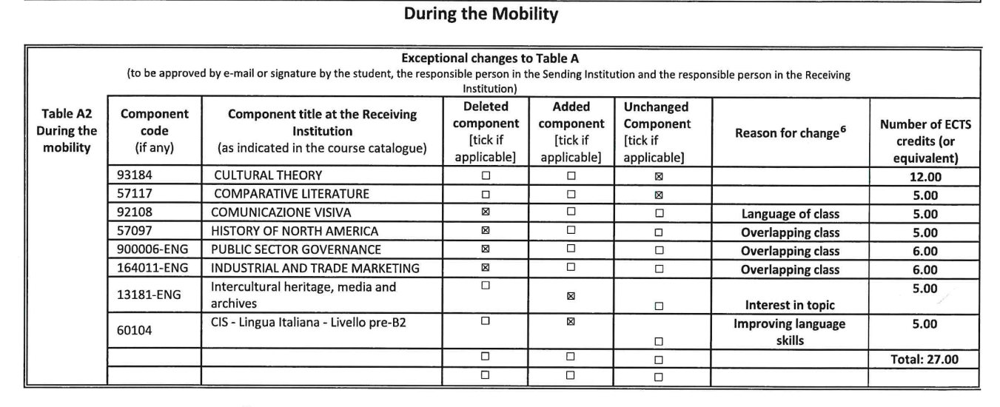 During the Mobility
Exceptional changes to Table A
(to be approved by e-mail or signature by the student, the responsible person in the Sending Institution and the responsible person in the Receiving
Institution)
Table A2
During the
mobility
Component
code
(if any)
Component title at the Receiving
Institution
(as indicated in the course catalogue)
Deleted
component
[tick if
applicable]
Added
component
[tick if
applicable]
Unchanged
Component
[tick if
applicable]
Reason for change6
Number of ECTS
credits (or
equivalent)
93184 CULTURAL THEORY ☐ ☐ ☒ 12.00
57117 COMPARATIVE LITERATURE ☐ ☐ ☒ 5.00
92108 COMUNICAZIONE VISIVA ☒ ☐ ☐ Language of class 5.00
57097 HISTORY OF NORTH AMERICA ☒ ☐ ☐ Overlapping class 5.00
900006-ENG PUBLIC SECTOR GOVERNANCE ☒ ☐ ☐ Overlapping class 6.00
164011-ENG INDUSTRIAL AND TRADE MARKETING ☒ ☐ ☐ Overlapping class 6.00
13181-ENG
Intercultural heritage, media and
archives
☐ ☒ ☐ Interest in topic 5.00
60104
CIS - Lingua Italiana - Livello pre-B2
☐ ☒ ☐
Improving language
skills
5.00
☐ ☐ ☐ Total: 27.00
☐ ☐ ☐